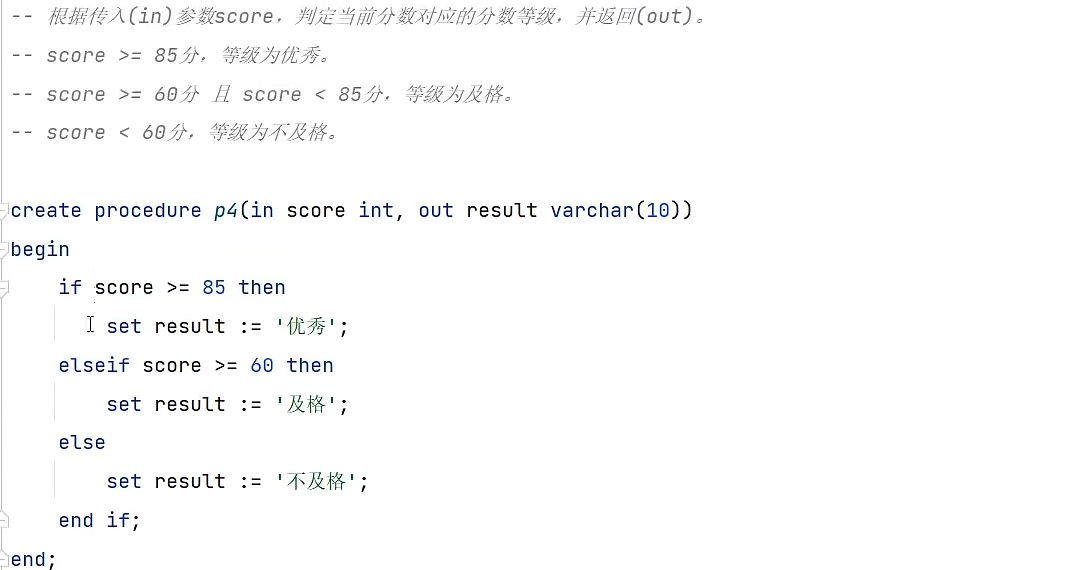 -- 根据传入(in)参数score，判定当前分数对应的分数等级，并返回(out)。
-- score >= 85分，等级为优秀。
-- score >= 60分 且 score < 85分，等级为及格。
-- score < 60分，等级为不及格。
create procedure p4(in score int, out result varchar(10))
begin
    if score >= 85 then
        set result := '优秀';
    elseif score >= 60 then
        set result := '及格';
    else
        set result := '不及格';
    end if;
end;